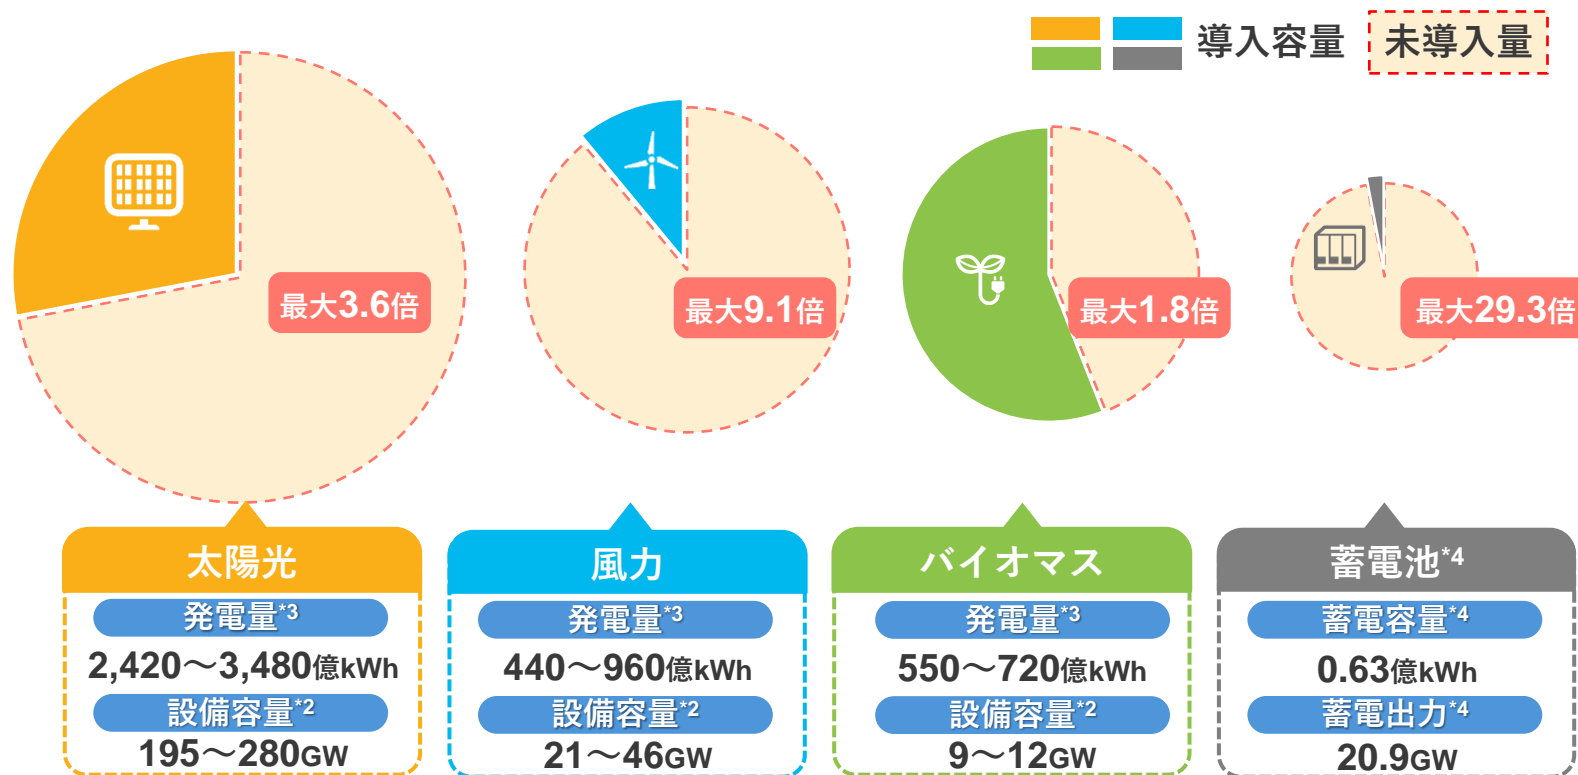 導入容量 未導入量
最大3.6倍
最大9.1倍
最大1.8倍
最大29.3倍
太陽光
発電量*3
2,420～3,480億kWh
設備容量*2
195～280GW
風力
発電量*3
440～960億kWh
設備容量*2
21～46GW
バイオマス
発電量*3
550～720億kWh
設備容量*2
9～12GW
蓄電池*4
蓄電容量*4
0.63億kWh
蓄電出力*4
20.9GW